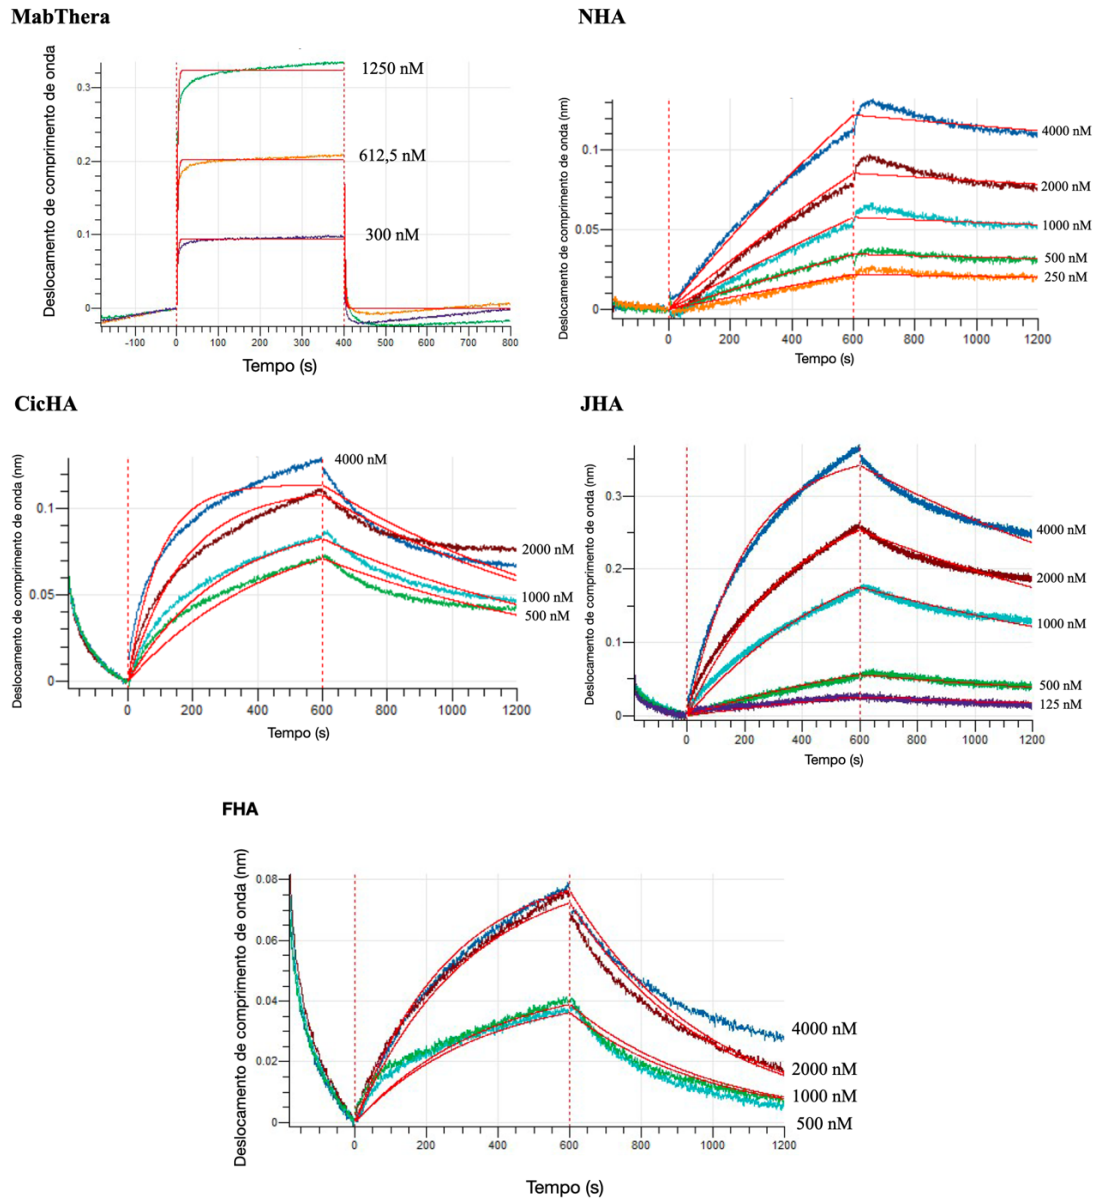 MabThera
Deslocamento de comprimento de onda
0.3
0.2
0.1
0
1250 nM
612,5 nM
300 nM
-100
0
100
200
300
400
500
600
700
800
Tempo (s)
NHA
Deslocamento de comprimento de onda (nm)
0.1
0.05
0
4000 nM
2000 nM
1000 nM
500 nM
250 nM
0
200
400
600
800
1000
1200
Tempo (s)
CicHA
Deslocamento de comprimento de onda (nm)
0.1
0.05
0
4000 nM
2000 nM
1000 nM
500 nM
0
200
400
600
800
1000
1200
Tempo (s)
JHA
Deslocamento de comprimento de onda (nm)
0.3
0.2
0.1
0
4000 nM
2000 nM
1000 nM
500 nM
125 nM
0
200
400
600
800
1000
1200
Tempo (s)
FHA
Deslocamento de comprimento de onda (nm)
0.08
0.06
0.04
0.02
0
4000 nM
2000 nM
1000 nM
500 nM
0
200
400
600
800
1000
1200
Tempo (s)